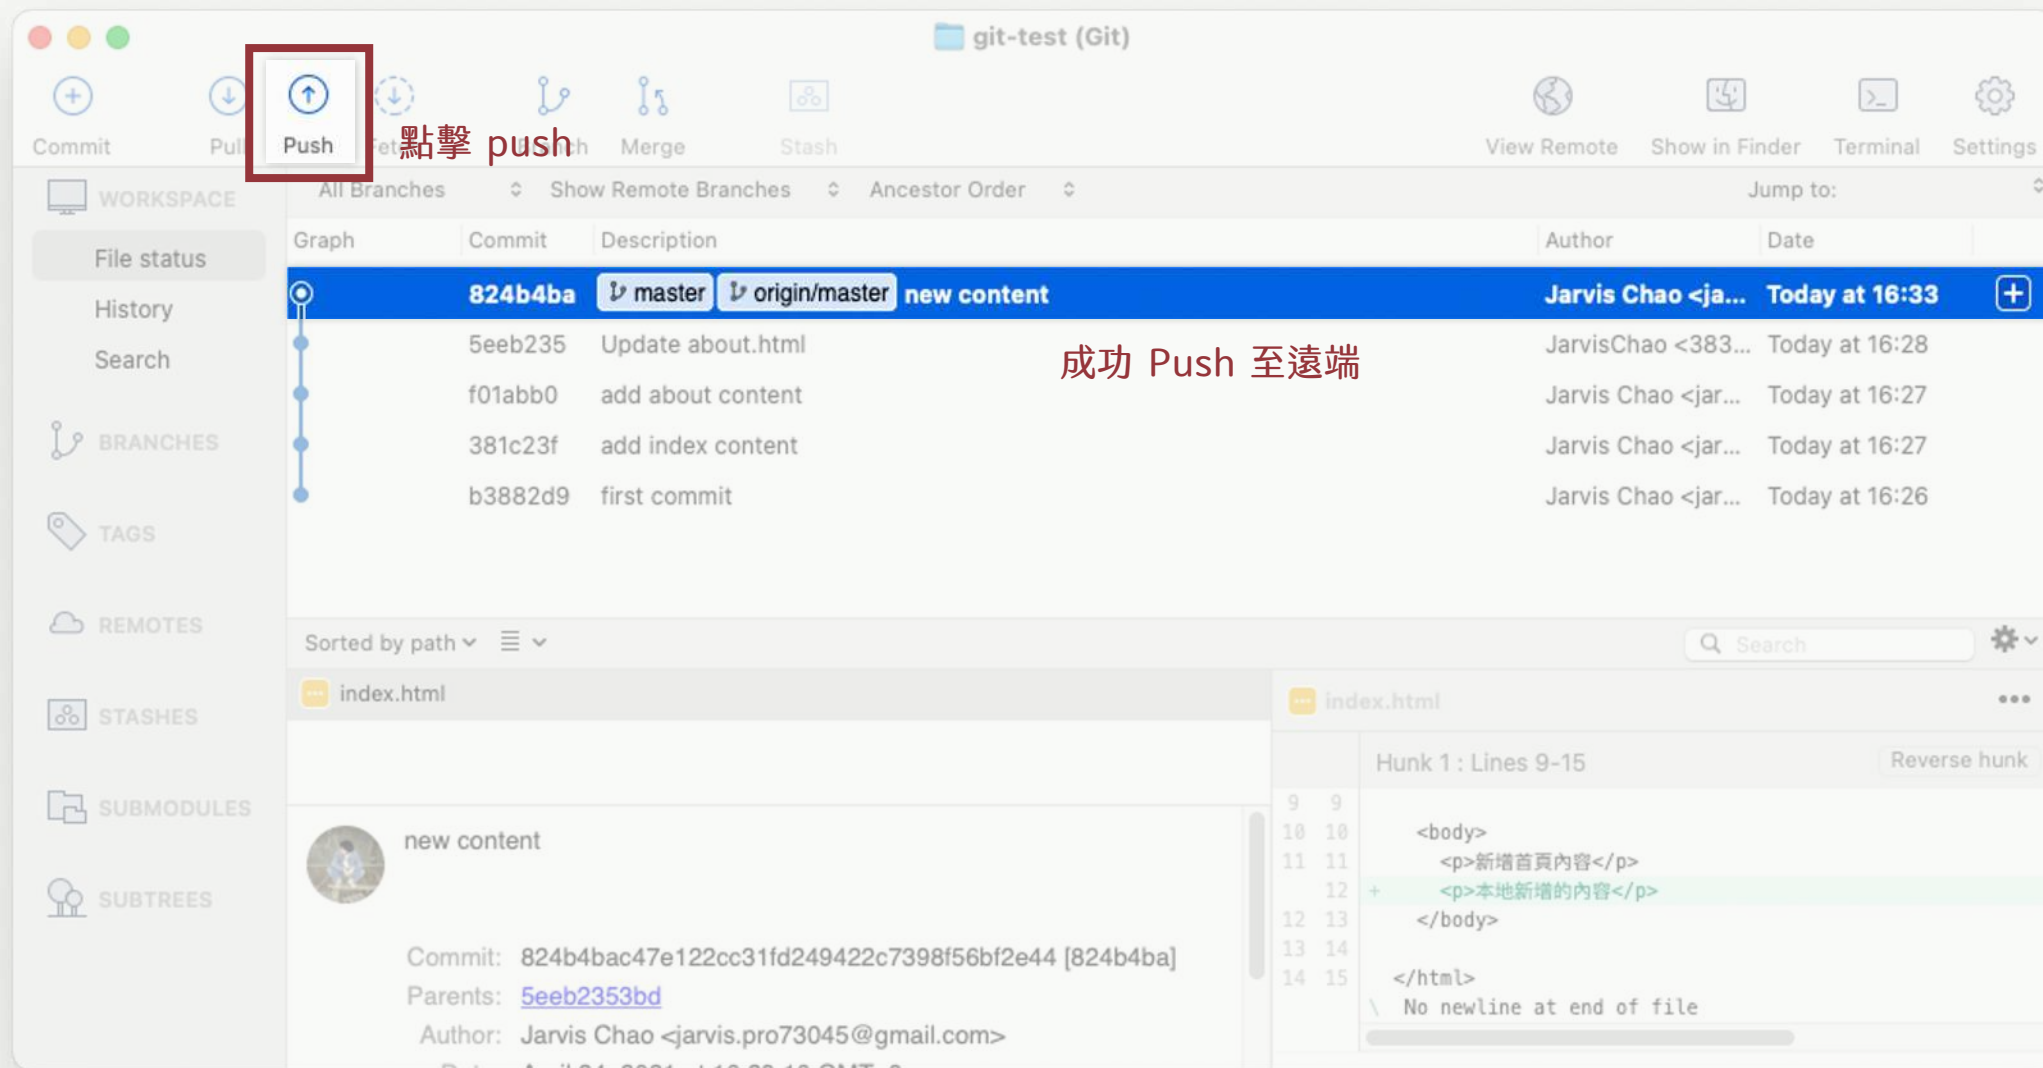 git-test (Git)
Commit Pull Push Fetch Branch Merge Stash View Remote Show in Finder Terminal Settings
點擊 push
WORKSPACE
File status
History
Search
BRANCHES
TAGS
REMOTES
STASHES
SUBMODULES
SUBTREES
All Branches Show Remote Branches Ancestor Order Jump to:
Graph Commit Description Author Date
824b4ba master origin/master new content Jarvis Chao <ja... Today at 16:33
5eeb235 Update about.html JarvisChao <383... Today at 16:28
成功 Push 至遠端
f01abb0 add about content Jarvis Chao <jar... Today at 16:27
381c23f add index content Jarvis Chao <jar... Today at 16:27
b3882d9 first commit Jarvis Chao <jar... Today at 16:26
Sorted by path Search
index.html
new content
Commit: 824b4bac47e122cc31fd249422c7398f56bf2e44 [824b4ba]
Parents: 5eeb2353bd
Author: Jarvis Chao <jarvis.pro73045@gmail.com>
index.html
Hunk 1 : Lines 9-15 Reverse hunk
9 9
10 10 <body>
11 11 <p>新增首頁內容</p>
12 + <p>本地新增的內容</p>
12 13 </body>
13 14
14 15 </html>
\ No newline at end of file